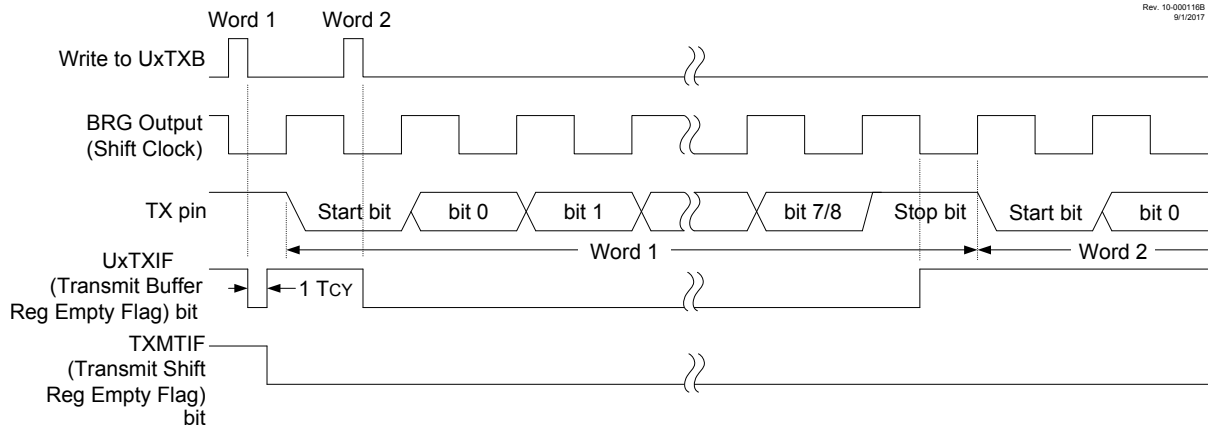 Rev. 10-000116B
9/1/2017
Word 1 Word 2
Write to UxTXB
BRG Output
(Shift Clock)
TX pin Start bit bit 0 bit 1 bit 7/8 Stop bit Start bit bit 0
Word 1 Word 2
UxTXIF
(Transmit Buffer
Reg Empty Flag) bit
1 TCY
TXMTIF
(Transmit Shift
Reg Empty Flag)
bit